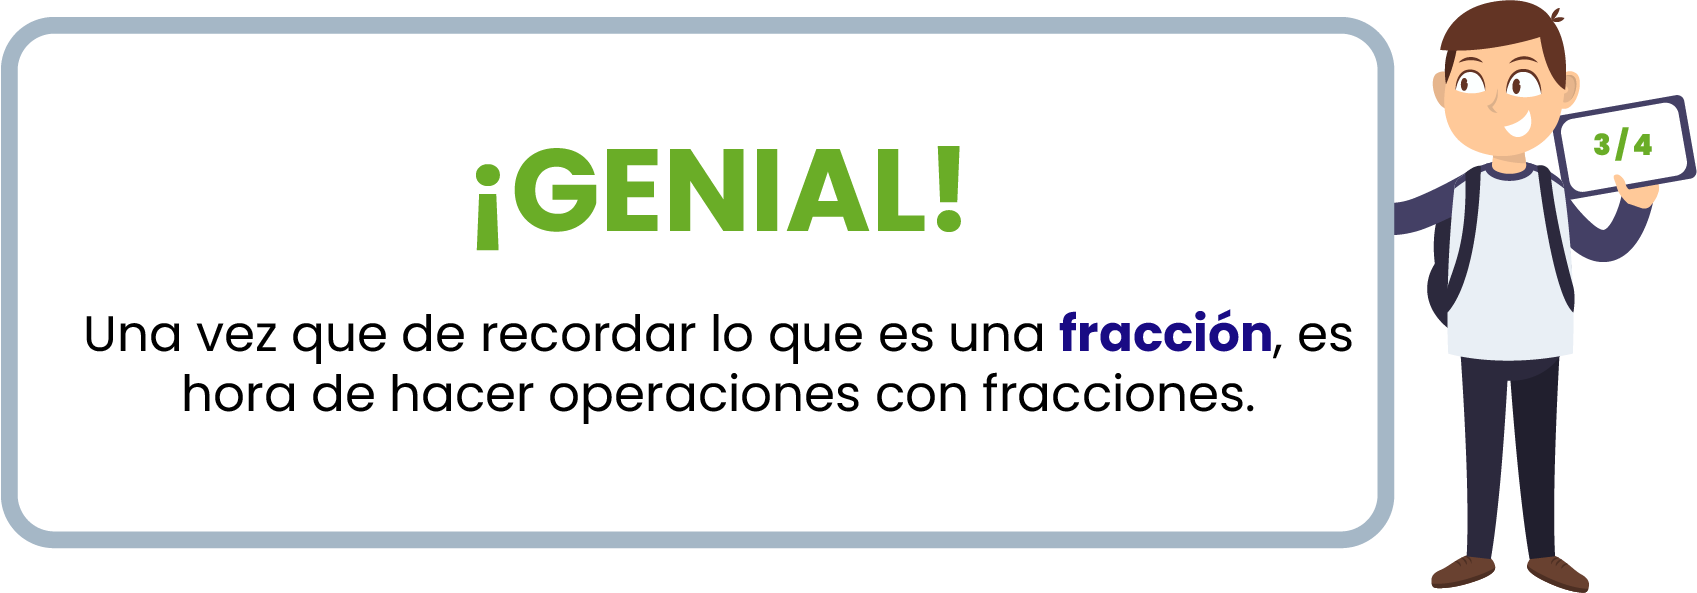 ¡GENIAL!
Una vez que de recordar lo que es una fracción, es
hora de hacer operaciones con fracciones.
3/4